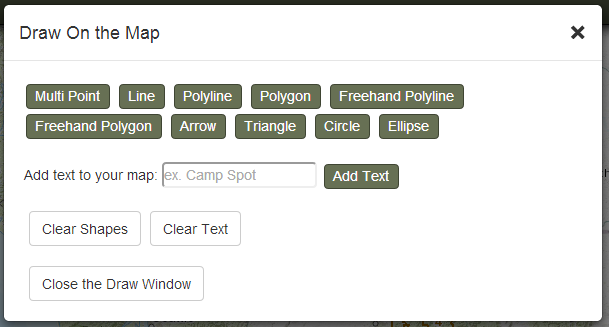 Draw On the Map ×
Multi Point Line Polyline Polygon Freehand Polyline
Freehand Polygon Arrow Triangle Circle Ellipse
Add text to your map: ex. Camp Spot Add Text
Clear Shapes Clear Text
Close the Draw Window